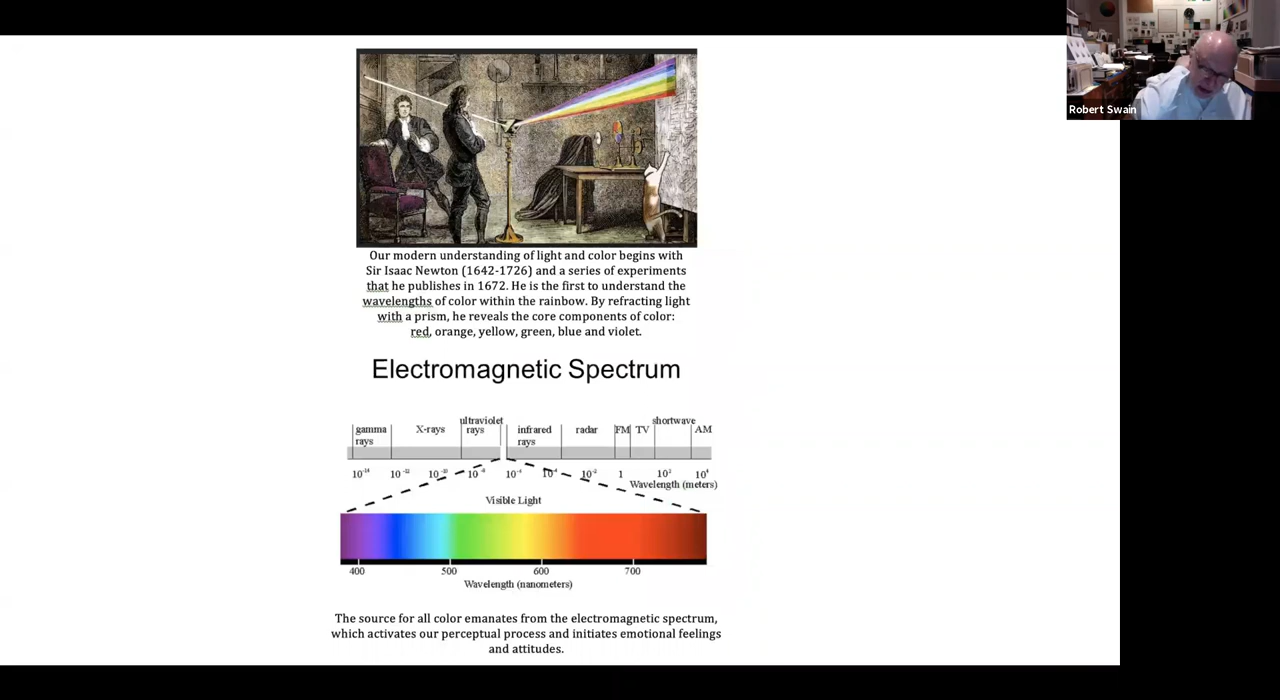 Robert Swain
Our modern understanding of light and color begins with
Sir Isaac Newton (1642-1726) and a series of experiments
that he publishes in 1672. He is the first to understand the
wavelengths of color within the rainbow. By refracting light
with a prism, he reveals the core components of color:
red, orange, yellow, green, blue and violet.
Electromagnetic Spectrum
gamma rays X-rays ultraviolet rays infrared rays radar FM TV shortwave AM
10⁻¹⁴ 10⁻¹² 10⁻¹⁰ 10⁻⁸ 10⁻⁴ 10⁻² 1 10² 10⁴
Wavelength (meters)
Visible Light
400 500 600 700
Wavelength (nanometers)
The source for all color emanates from the electromagnetic spectrum,
which activates our perceptual process and initiates emotional feelings
and attitudes.